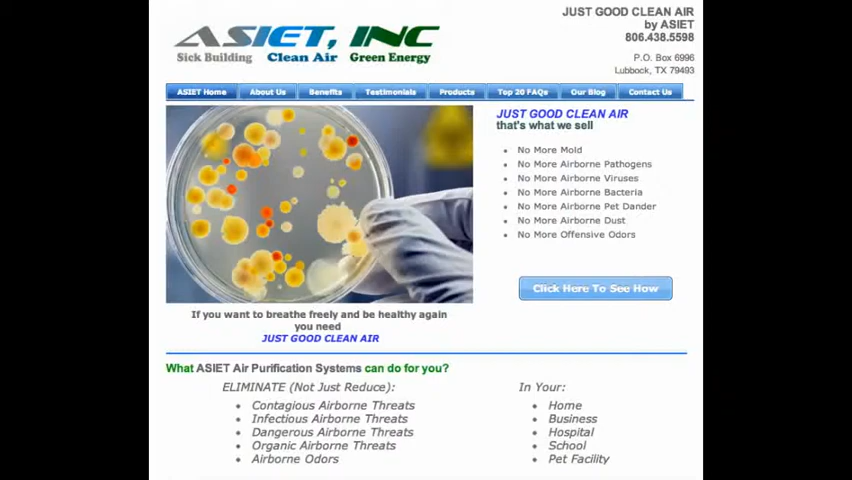 JUST GOOD CLEAN AIR
by ASIET
806.438.5598
P.O. Box 6996
Lubbock, TX 79493
ASIET, INC
Sick Building Clean Air Green Energy
ASIET Home About Us Benefits Testimonials Products Top 20 FAQs Our Blog Contact Us
JUST GOOD CLEAN AIR
that's what we sell
No More Mold
No More Airborne Pathogens
No More Airborne Viruses
No More Airborne Bacteria
No More Airborne Pet Dander
No More Airborne Dust
No More Offensive Odors
Click Here To See How
If you want to breathe freely and be healthy again
you need
JUST GOOD CLEAN AIR
What ASIET Air Purification Systems can do for you?
ELIMINATE (Not Just Reduce):
Contagious Airborne Threats
Infectious Airborne Threats
Dangerous Airborne Threats
Organic Airborne Threats
Airborne Odors
In Your:
Home
Business
Hospital
School
Pet Facility